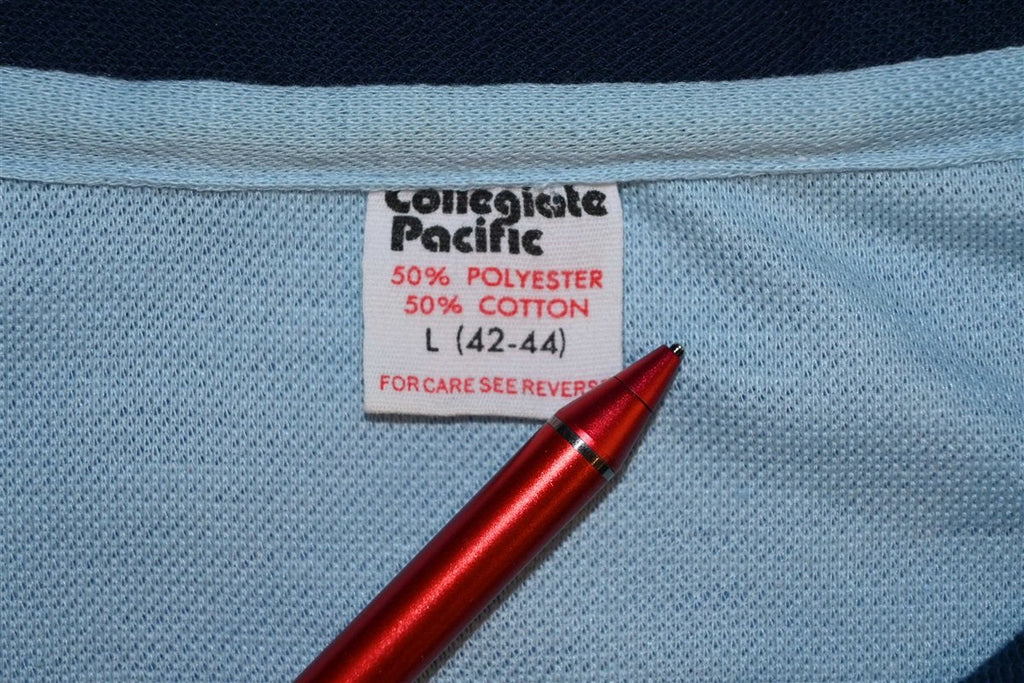 Collegiate
Pacific
50% POLYESTER
50% COTTON
L (42-44)
FOR CARE SEE REVERSE